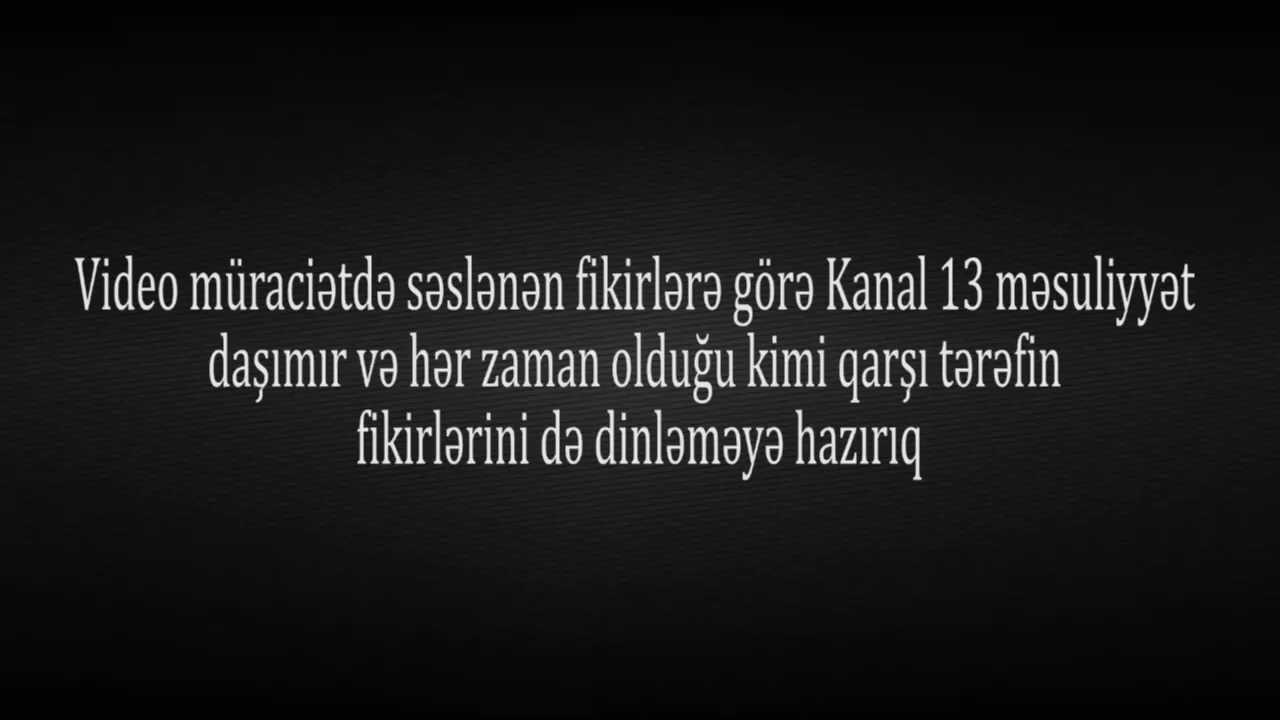 Video müraciətdə səslənən fikirlərə görə Kanal 13 məsuliyyət
daşımır və hər zaman olduğu kimi qarşı tərəfin
fikirlərini də dinləməyə hazırıq